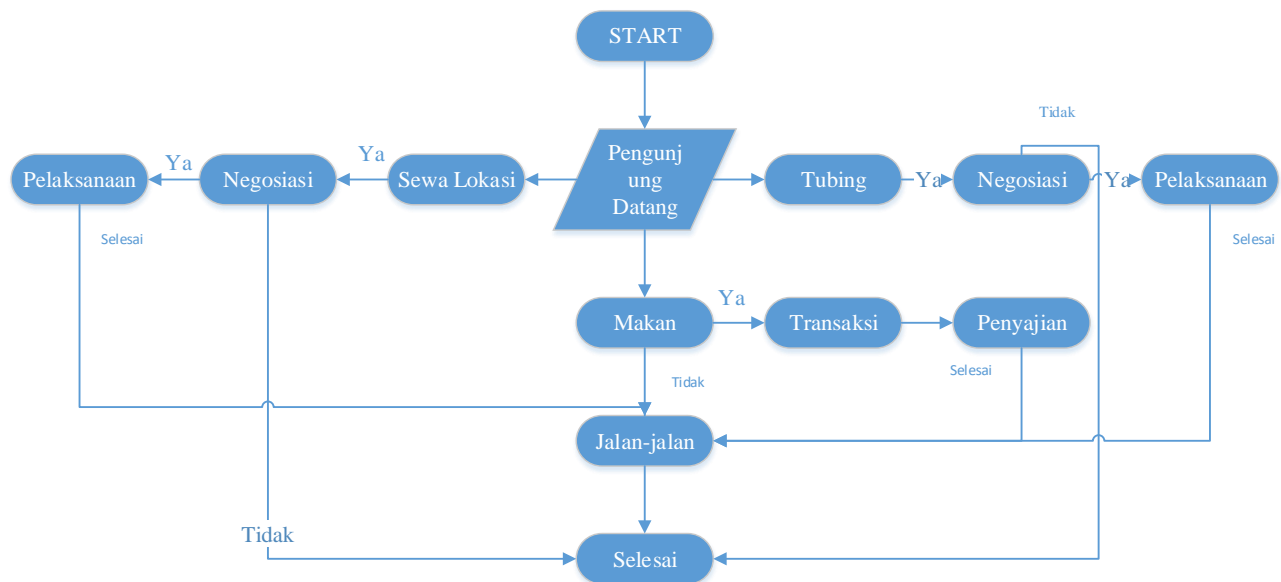 START
Tidak
Pengunj
ung
Datang
Ya
Ya
Pelaksanaan
Negosiasi
Sewa Lokasi
Tubing
Ya
Negosiasi
Ya
Pelaksanaan
Selesai
Selesai
Ya
Makan
Transaksi
Penyajian
Selesai
Tidak
Jalan-jalan
Tidak
Selesai